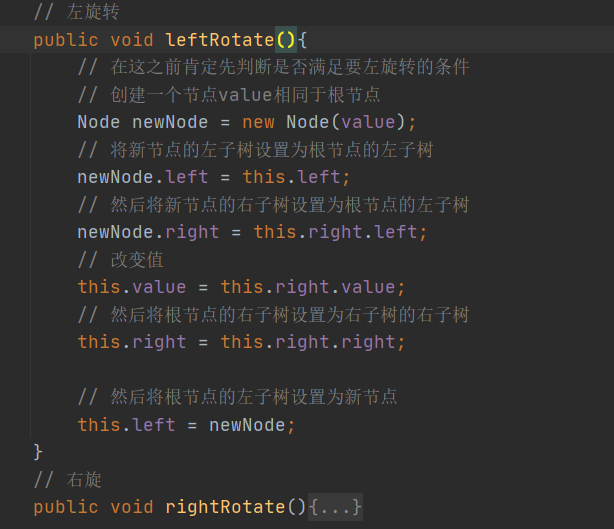 // 左旋转
public void leftRotate(){
// 在这之前肯定先判断是否满足要左旋转的条件
// 创建一个节点value相同于根节点
Node newNode = new Node(value);
// 将新节点的左子树设置为根节点的左子树
newNode.left = this.left;
// 然后将新节点的右子树设置为根节点的左子树
newNode.right = this.right.left;
// 改变值
this.value = this.right.value;
// 然后将根节点的右子树设置为右子树的右子树
this.right = this.right.right;
// 然后将根节点的左子树设置为新节点
this.left = newNode;
}
// 右旋
public void rightRotate(){...}